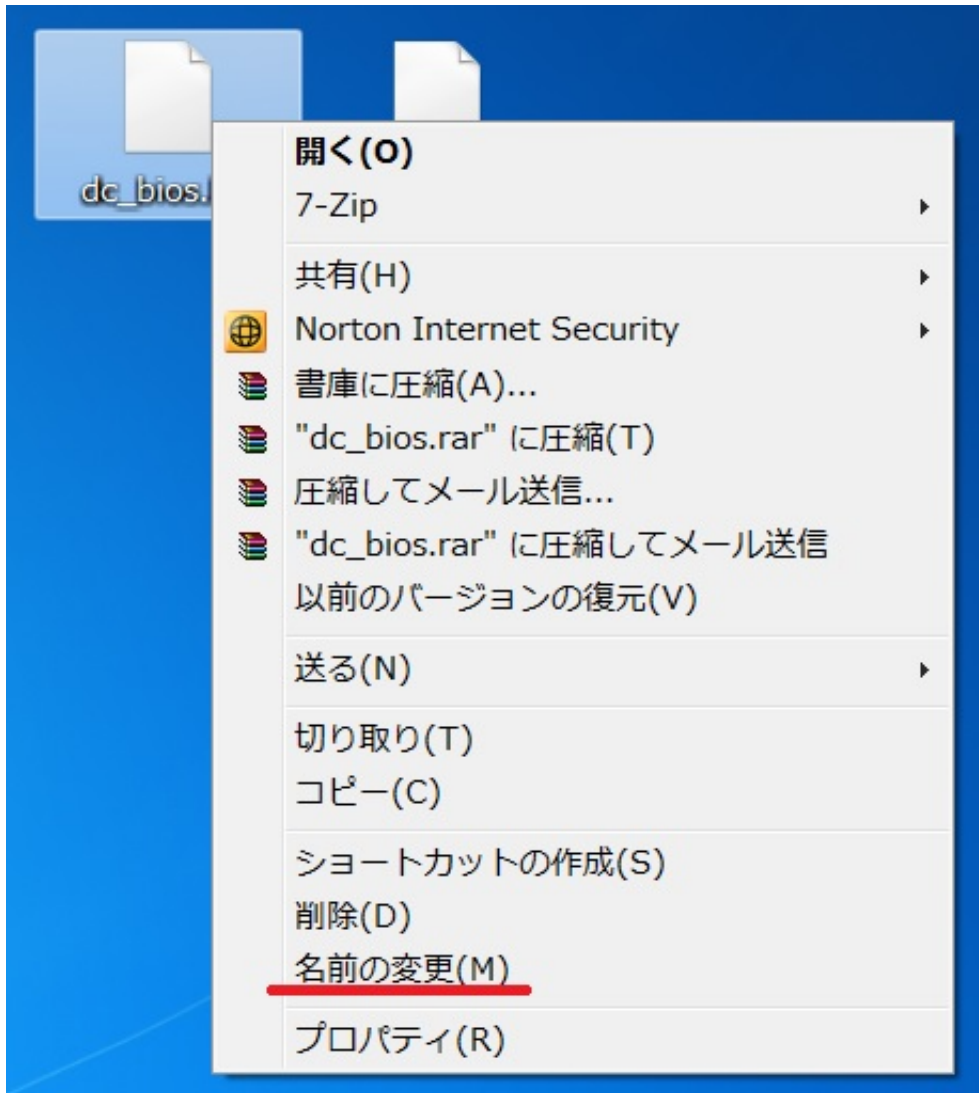 dc_bios.
開く(O)
7-Zip
共有(H)
Norton Internet Security
書庫に圧縮(A)...
"dc_bios.rar" に圧縮(T)
圧縮してメール送信...
"dc_bios.rar" に圧縮してメール送信
以前のバージョンの復元(V)
送る(N)
切り取り(T)
コピー(C)
ショートカットの作成(S)
削除(D)
名前の変更(M)
プロパティ(R)